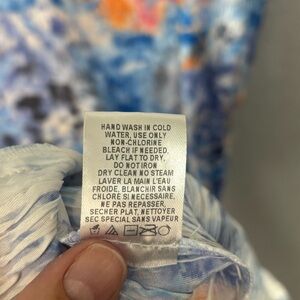 HAND WASH IN COLD
WATER, USE ONLY
NON-CHLORINE
BLEACH IF NEEDED.
LAY FLAT TO DRY,
DO NOT IRON
DRY CLEAN NO STEAM
LAVER LA MAIN L'EAU
FROIDE, BLANCHIR SANS
CHLORE SI NECESSAIRE,
NE PAS REPASSER,
SECHER PLAT, NETTOYER
SEC SPECIAL SANS VAPEUR